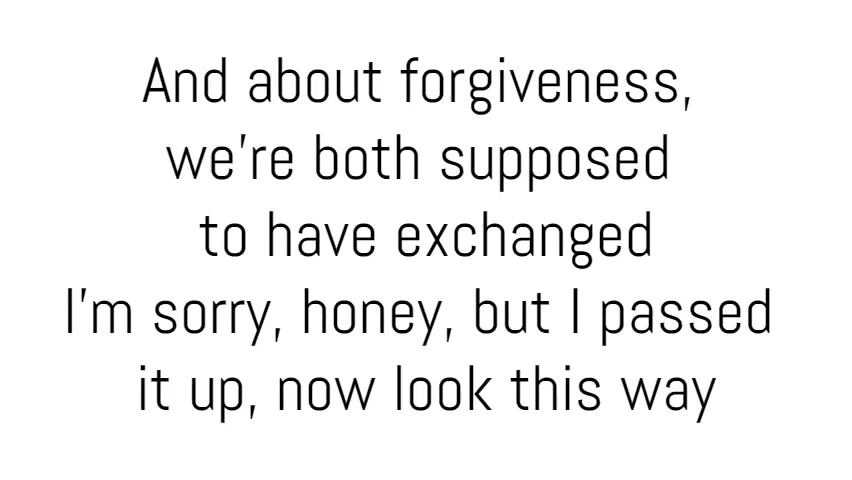 And about forgiveness,
we're both supposed
to have exchanged
I'm sorry, honey, but I passed
it up, now look this way